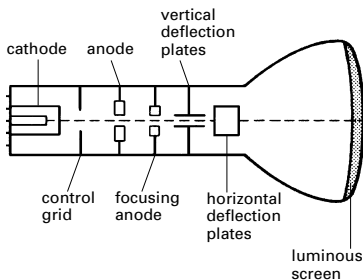 vertical
deflection
plates
cathode
anode
control
grid
focusing
anode
horizontal
deflection
plates
luminous
screen